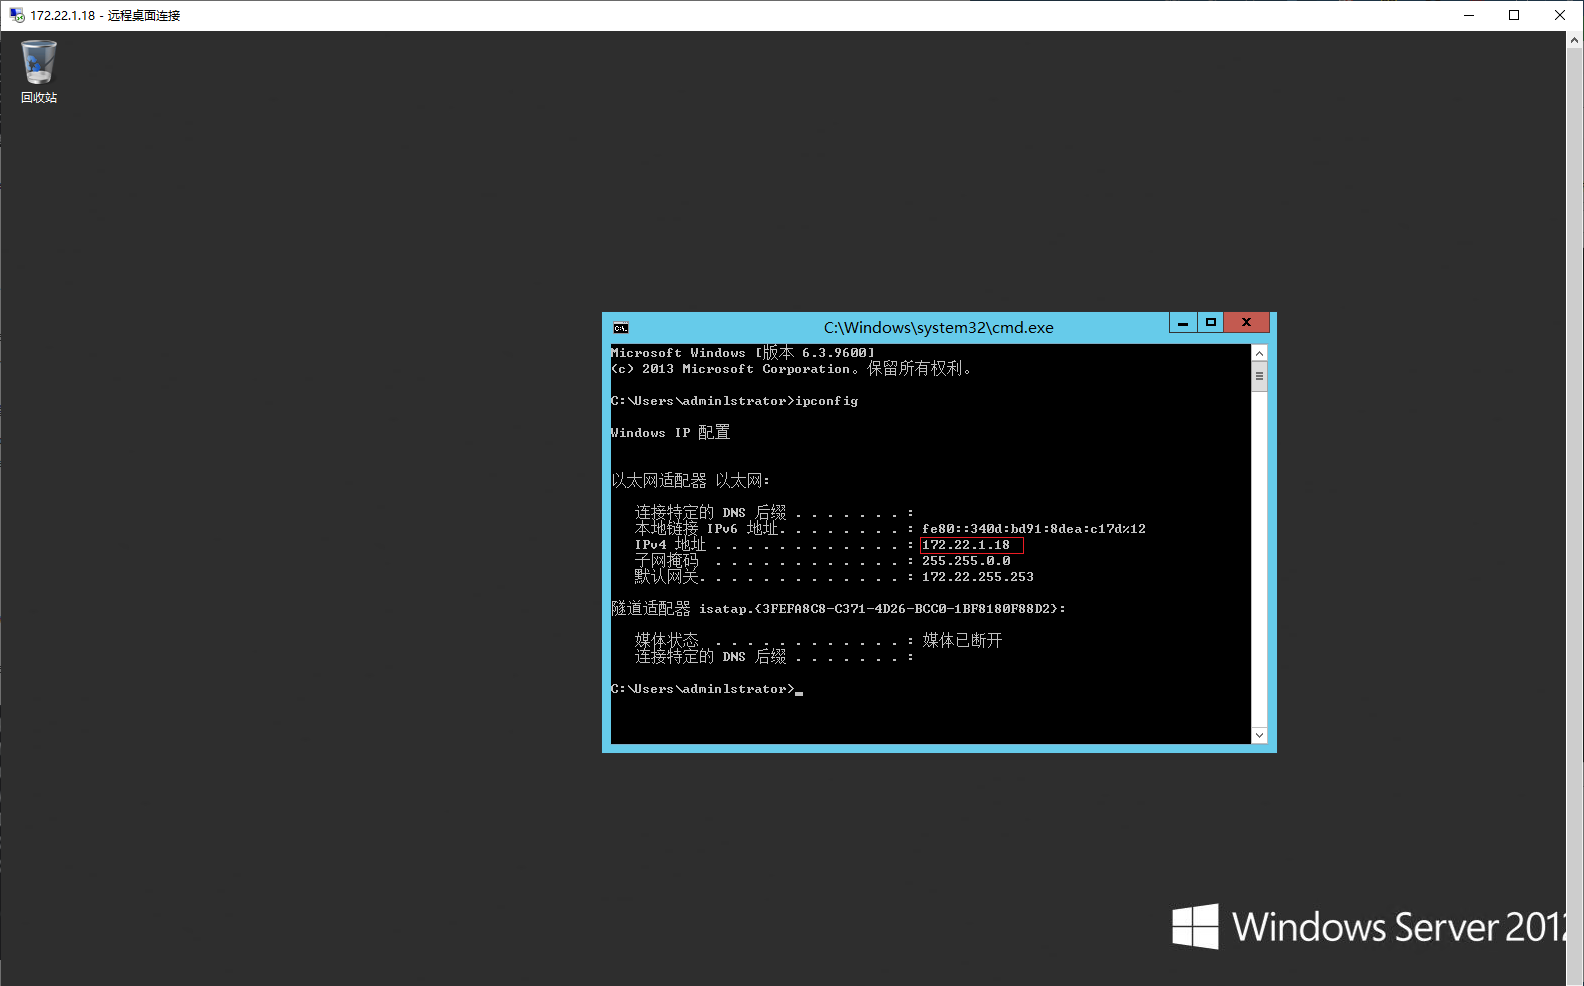 172.22.1.18 - 远程桌面连接
回收站
C:\Windows\system32\cmd.exe
Microsoft Windows [版本 6.3.9600]
(c) 2013 Microsoft Corporation。保留所有权利。
C:\Users\adminlstrator>ipconfig
Windows IP 配置
以太网适配器 以太网:
连接特定的 DNS 后缀 . . . . . . . :
本地链接 IPv6 地址. . . . . . . . : fe80::340d:bd91:8dea:c17d%12
IPv4 地址 . . . . . . . . . . . . : 172.22.1.18
子网掩码 . . . . . . . . . . . . : 255.255.0.0
默认网关. . . . . . . . . . . . . : 172.22.255.253
隧道适配器 isatap.{3FEFA8C8-C371-4D26-BCC0-1BF8180F88D2}:
媒体状态 . . . . . . . . . . . . : 媒体已断开
连接特定的 DNS 后缀 . . . . . . . :
C:\Users\adminlstrator>_
Windows Server 2012